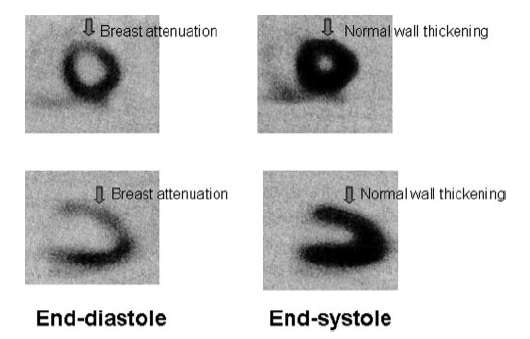 Breast attenuation
Normal wall thickening
Breast attenuation
Normal wall thickening
End-diastole
End-systole